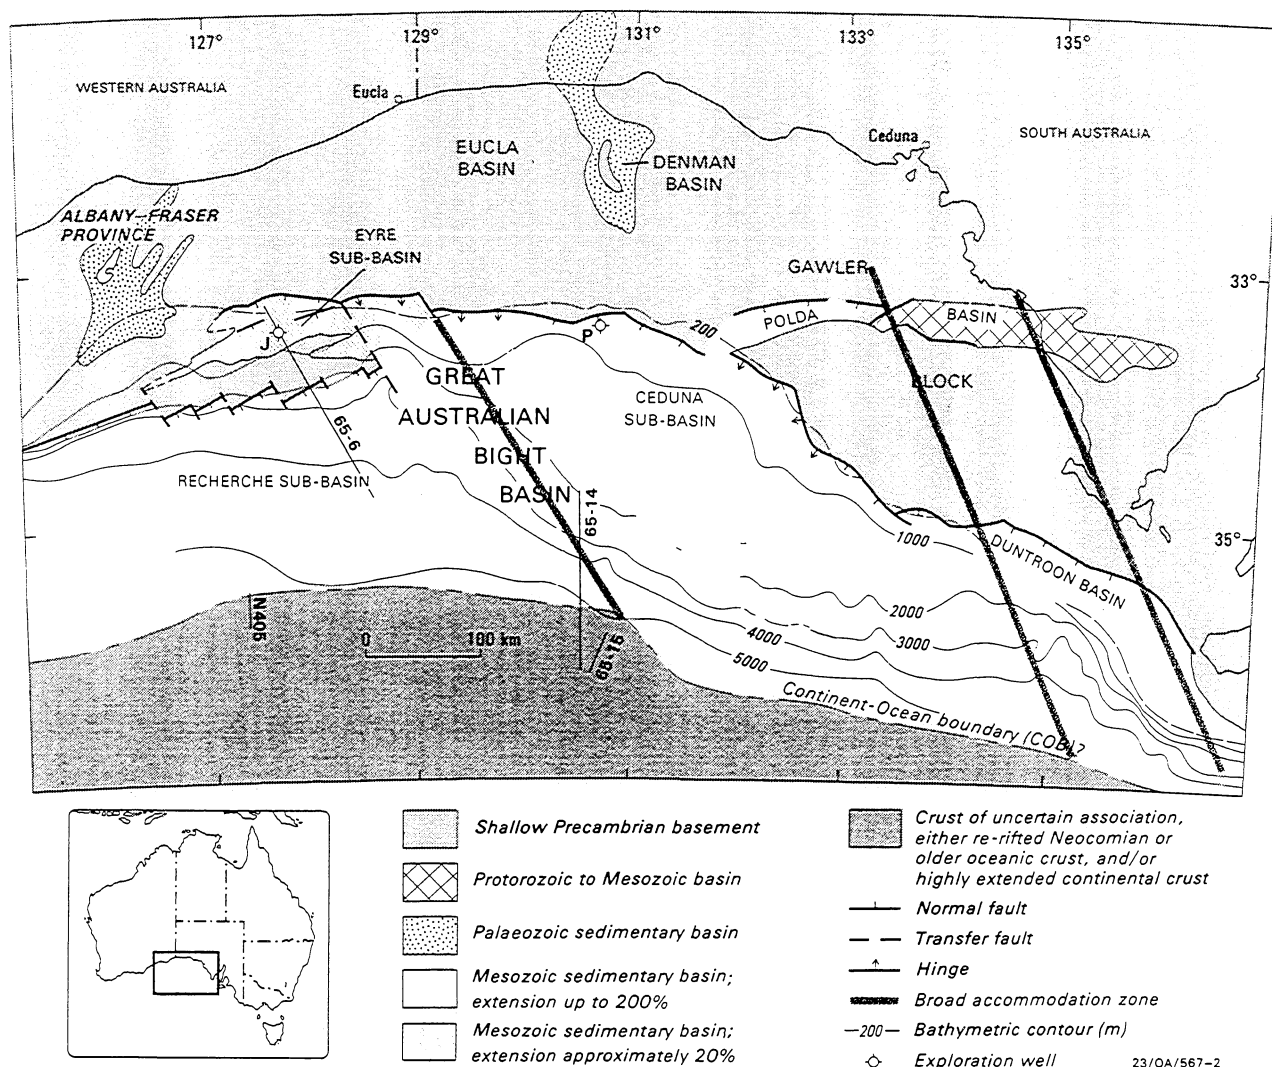 127°
129°
131°
133°
135°
WESTERN AUSTRALIA
Eucla
Ceduna
SOUTH AUSTRALIA
EUCLA
BASIN
DENMAN
BASIN
ALBANY-FRASER
PROVINCE
EYRE
SUB-BASIN
GAWLER
33°
200
POLDA
BASIN
J
P
GREAT
BLOCK
CEDUNA
SUB-BASIN
AUSTRALIAN
65-6
BIGHT
RECHERCHE SUB-BASIN
BASIN
65-14
1000
35°
DUNTROON BASIN
N405
2000
0
100 km
4000
3000
65-15
5000
Continent-Ocean boundary (COB)?
Shallow Precambrian basement
Protorozoic to Mesozoic basin
Palaeozoic sedimentary basin
Mesozoic sedimentary basin;
extension up to 200%
Mesozoic sedimentary basin;
extension approximately 20%
Crust of uncertain association,
either re-rifted Neocomian or
older oceanic crust, and/or
highly extended continental crust
Normal fault
Transfer fault
Hinge
Broad accommodation zone
200
Bathymetric contour (m)
Exploration well
23/OA/567-2